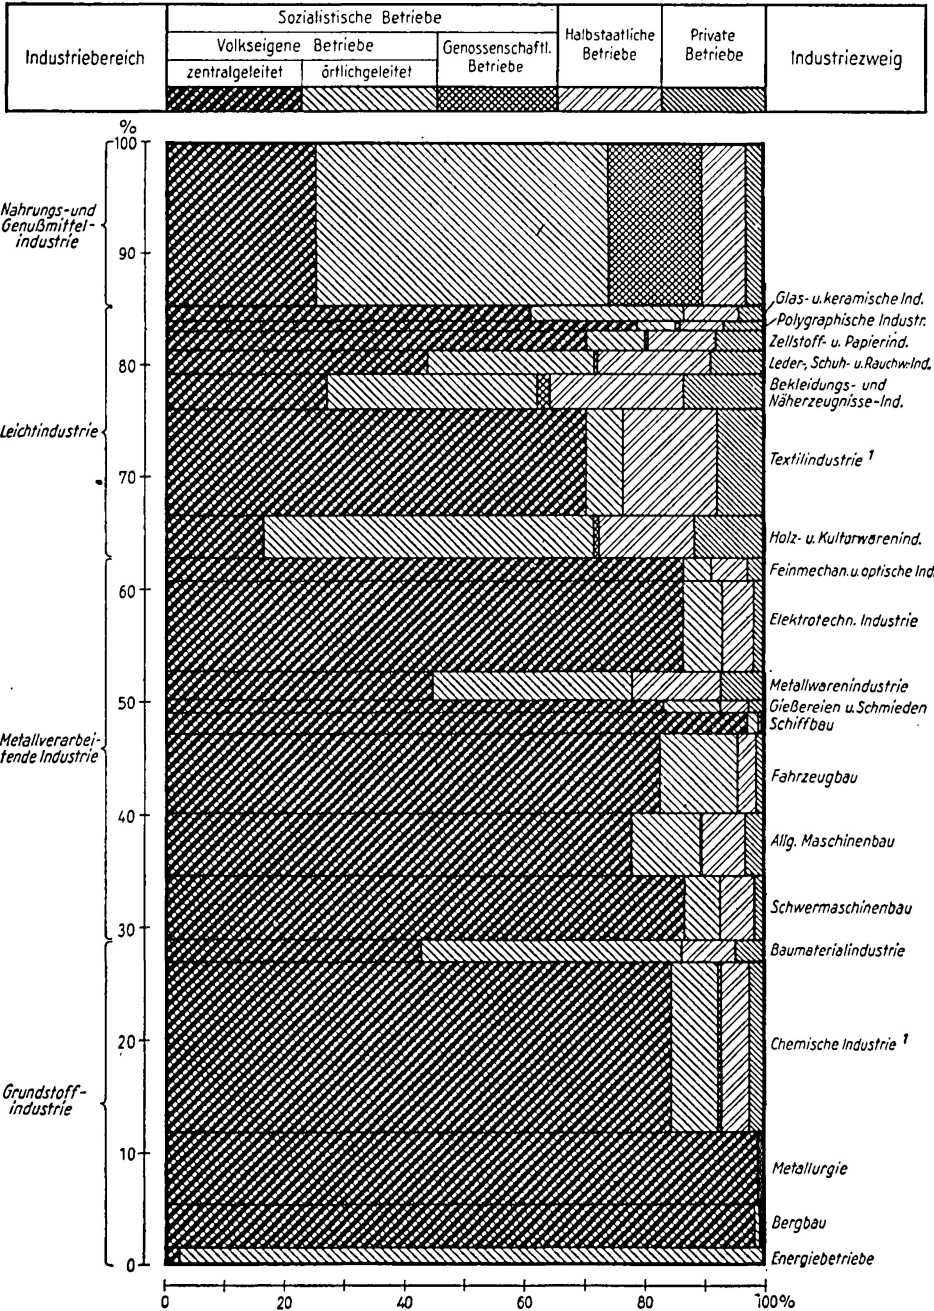 Industriebereich
Sozialistische Betriebe
Volkseigene Betriebe
zentralgeleitet
örtlichgeleitet
Genossenschaftl.
Betriebe
Halbstaatliche
Betriebe
Private
Betriebe
Industriezweig
%
100
90
80
70
60
50
40
30
20
10
0
Nahrungs- und
Genußmittel-
industrie
Leichtindustrie
Metallverarbei-
tende Industrie
Grundstoff-
industrie
Glas- u. keramische Ind.
Polygraphische Industr.
Zellstoff- u. Papierind.
Leder-, Schuh- u. Rauchw.-Ind.
Bekleidungs- und
Näherzeugnisse-Ind.
Textilindustrie 1
Holz- u. Kulturwarenind.
Feinmechan. u. optische Ind.
Elektrotechn. Industrie
Metallwarenindustrie
Gießereien u. Schmieden
Schiffbau
Fahrzeugbau
Allg. Maschinenbau
Schwermaschinenbau
Baumaterialindustrie
Chemische Industrie 1
Metallurgie
Bergbau
Energiebetriebe
0 20 40 60 80 100%